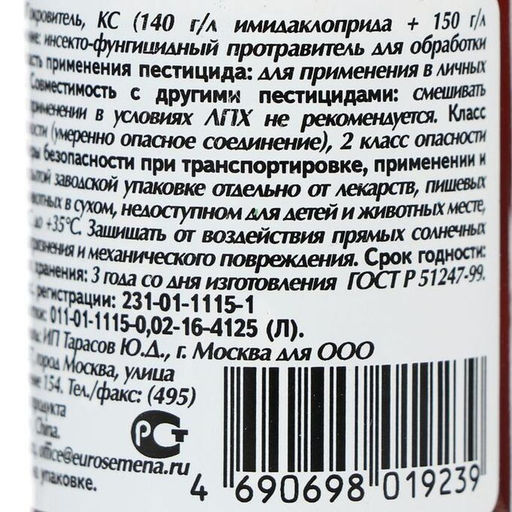 КС (140 г/л имидаклоприда + 150 г/л
инсекто-фунгицидный протравитель для обработки
применения пестицида: для применения в личных
Совместимость с другими пестицидами: смешивать
применении в условиях ЛПХ не рекомендуется. Класс
(умеренно опасное соединение), 2 класс опасности
безопасности при транспортировке, применении и
заводской упаковке отдельно от лекарств, пищевых
в сухом, недоступном для детей и животных месте,
до +35°С. Защищать от воздействия прямых солнечных
и механического повреждения. Срок годности:
хранения: 3 года со дня изготовления ГОСТ Р 51247-99.
регистрации: 231-01-1115-1
011-01-1115-0,02-16-4125 (Л).
ИП Тарасов Ю.Д., г. Москва для ООО
город Москва, улица
154. Тел./факс: (495)
China.
office@eurosemena.ru
упаковке.
РСТ
4 690698 019239